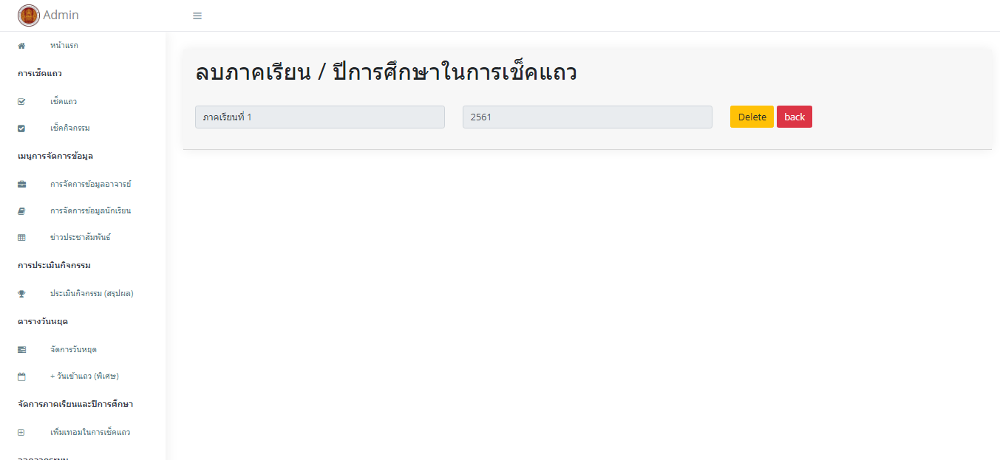 Admin
หน้าแรก
การเช็คแถว
เช็คแถว
เช็คกิจกรรม
เมนูการจัดการข้อมูล
การจัดการข้อมูลอาจารย์
การจัดการข้อมูลนักเรียน
ข่าวประชาสัมพันธ์
การประเมินกิจกรรม
ประเมินกิจกรรม (สรุปผล)
ตารางวันหยุด
จัดการวันหยุด
+ วันเข้าแถว (พิเศษ)
จัดการภาคเรียนและปีการศึกษา
เพิ่มเทอมในการเช็คแถว
ลบภาคเรียน / ปีการศึกษาในการเช็คแถว
ภาคเรียนที่ 1
2561
Delete
back